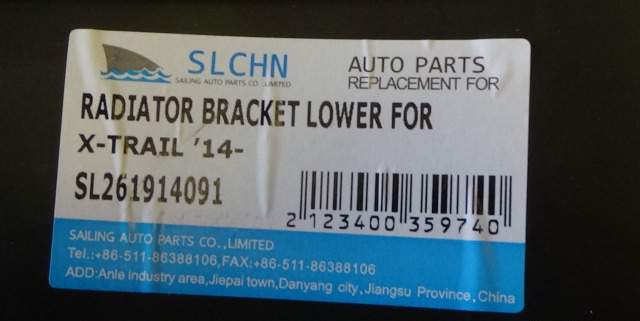 SLCHN
SAILING AUTO PARTS CO .LIMITED
AUTO PARTS
REPLACEMENT FOR
RADIATOR BRACKET LOWER FOR
X-TRAIL '14-
SL261914091
2 123400 359740
SAILING AUTO PARTS CO.,LIMITED
Tel.:+86-511-86388106,FAX:+86-511-86388106
ADD:Anle industry area,Jiepai town,Danyang city,Jiangsu Province,China